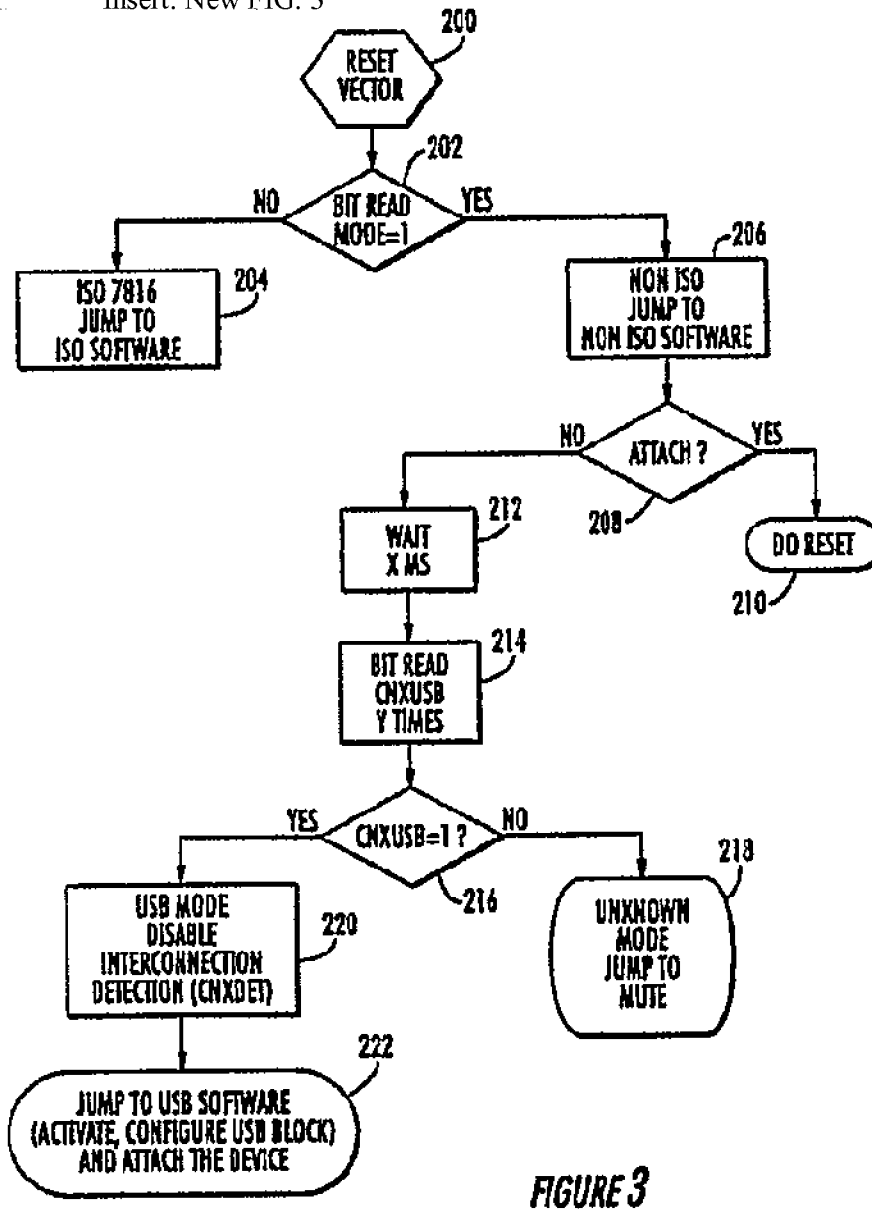 Insert: New FIG. 3
200
RESET
VECTOR
202
NO
BIT READ
MODE=1
YES
204
ISO 7816
JUMP TO
ISO SOFTWARE
206
NON ISO
JUMP TO
NON ISO SOFTWARE
NO
ATTACH ?
YES
208
212
WAIT
X MS
DO RESET
210
214
BIT READ
CNXUSB
Y TIMES
YES
CNXUSB=1 ?
NO
216
218
UNXNOWN
MODE
JUMP TO
MUTE
USB MODE
DISABLE
INTERCONNECTION
DETECTION (CNXDET)
220
222
JUMP TO USB SOFTWARE
(ACTIVATE, CONFIGURE USB BLOCK)
AND ATTACH THE DEVICE
FIGURE 3